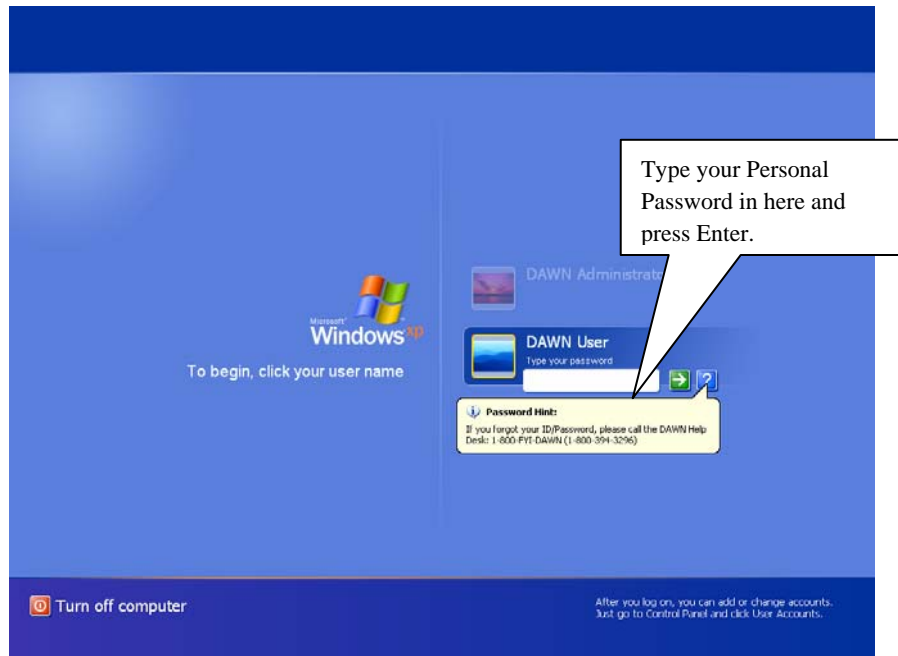 Type your Personal
Password in here and
press Enter.
DAWN Administrato
Microsoft
Windows xp
To begin, click your user name
DAWN User
Type your password
?
Password Hint:
If you forgot your ID/Password, please call the DAWN Help
Desk: 1-800-FYI-DAWN (1-800-394-3296)
Turn off computer
After you log on, you can add or change accounts.
Just go to Control Panel and click User Accounts.